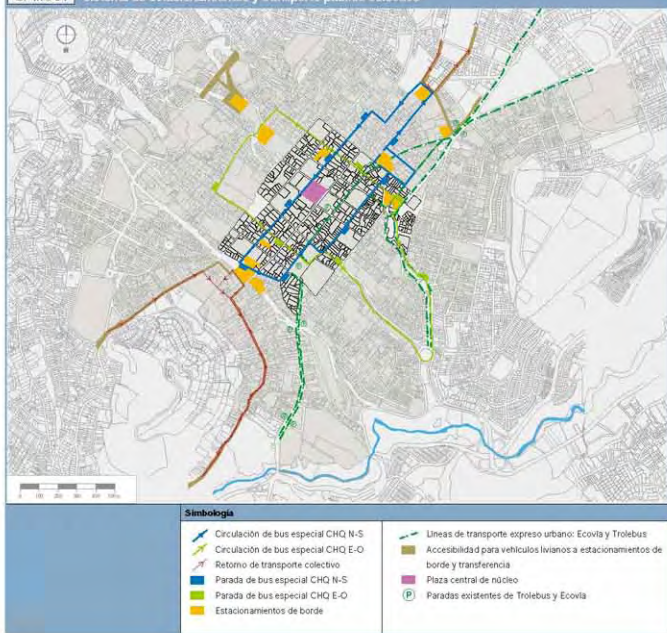 Simbología
Circulación de bus especial CHQ N-S
Circulación de bus especial CHQ E-O
Retorno de transporte colectivo
Parada de bus especial CHQ N-S
Parada de bus especial CHQ E-O
Estacionamientos de borde
Líneas de transporte expreso urbano: Ecovía y Trolebus
Accesibilidad para vehículos livianos a estacionamientos de
borde y transferencia
Plaza central de núcleo
P Paradas existentes de Trolebus y Ecovía